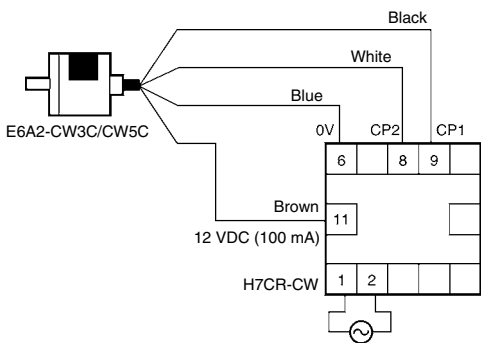 Black
White
Blue
E6A2-CW3C/CW5C
0V CP2 CP1
6 8 9
Brown
11
12 VDC (100 mA)
H7CR-CW
1 2